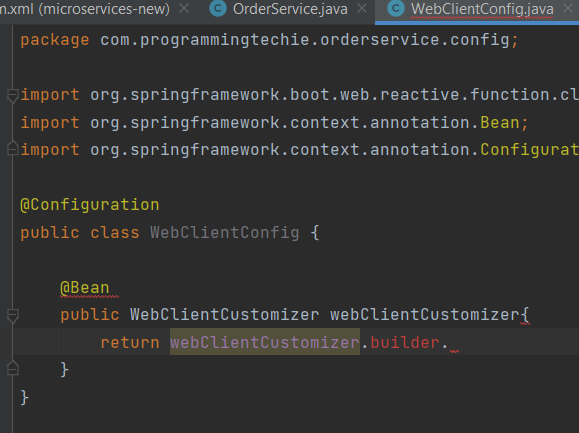 m.xml (microservices-new) OrderService.java WebClientConfig.java
package com.programmingtechie.orderservice.config;
import org.springframework.boot.web.reactive.function.cl
import org.springframework.context.annotation.Bean;
import org.springframework.context.annotation.Configurat
@Configuration
public class WebClientConfig {
@Bean
public WebClientCustomizer webClientCustomizer{
return webClientCustomizer.builder.
}
}